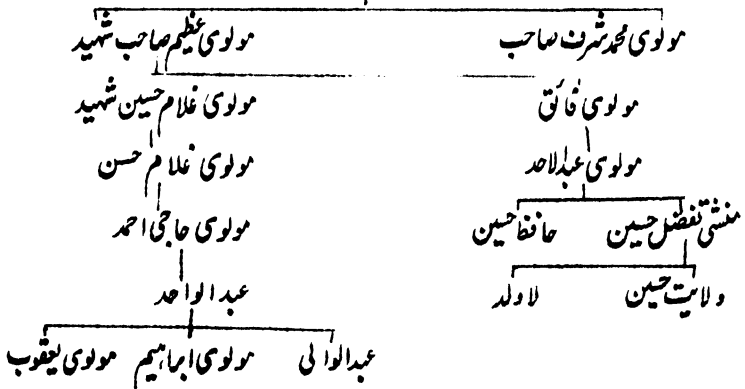 مولوی محمد شرف صاحب مولوی عظیم صاحب شہید
مولوی فائق مولوی غلام حسین شہید
مولوی عبدالاحد مولوی غلام حسن
منشی تفضل حسین حافظ حسین مولوی حاجی احمد
ولایت حسین لاولد عبدالواحد
عبدالوالی مولوی ابراہیم مولوی یعقوب